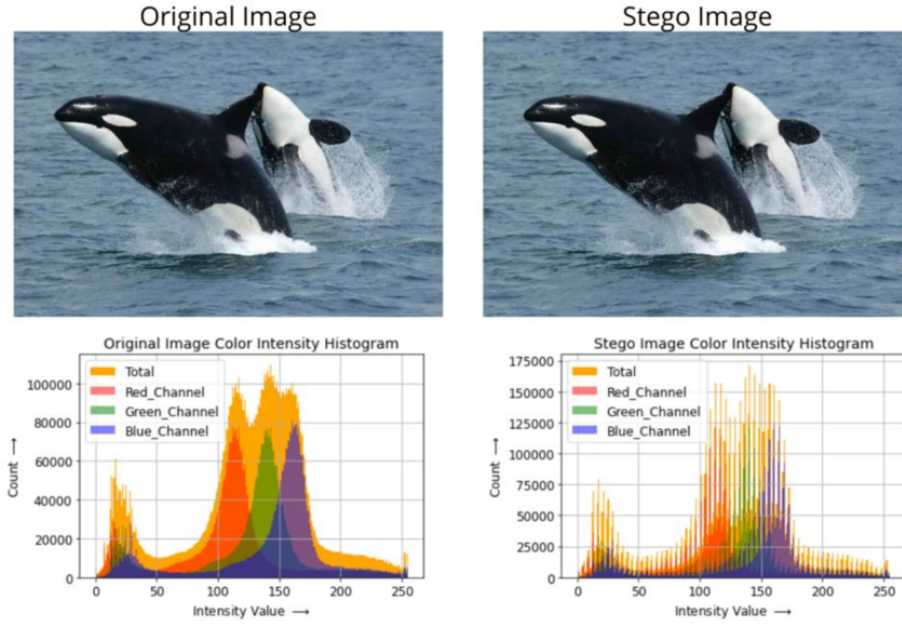 Original Image
Stego Image
Original Image Color Intensity Histogram
Total
Red_Channel
Green_Channel
Blue_Channel
Count →
100000
80000
60000
40000
20000
0
0 50 100 150 200 250
Intensity Value →
Stego Image Color Intensity Histogram
Total
Red_Channel
Green_Channel
Blue_Channel
Count →
175000
150000
125000
100000
75000
50000
25000
0
0 50 100 150 200 250
Intensity Value →